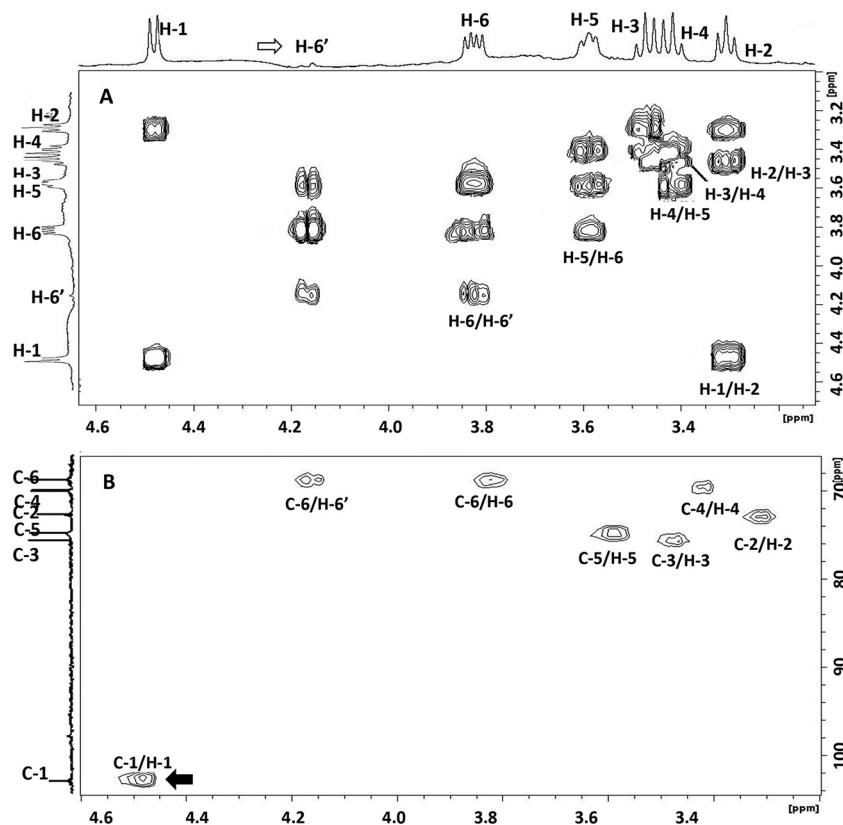 H-1
H-6'
H-6
H-5
H-3
H-4
H-2
A
[ppm]
H-2
H-4
H-3
H-5
H-6
H-6'
H-1
3.2
3.4
3.6
3.8
4.0
4.2
4.4
4.6
H-2/H-3
H-3/H-4
H-4/H-5
H-5/H-6
H-6/H-6'
H-1/H-2
4.6
4.4
4.2
4.0
3.8
3.6
3.4
[ppm]
B
[ppm]
C-6
C-4
C-2
C-5
C-3
C-1
70
80
90
100
C-6/H-6'
C-6/H-6
C-4/H-4
C-2/H-2
C-5/H-5
C-3/H-3
C-1/H-1
4.6
4.4
4.2
4.0
3.8
3.6
3.4
[ppm]